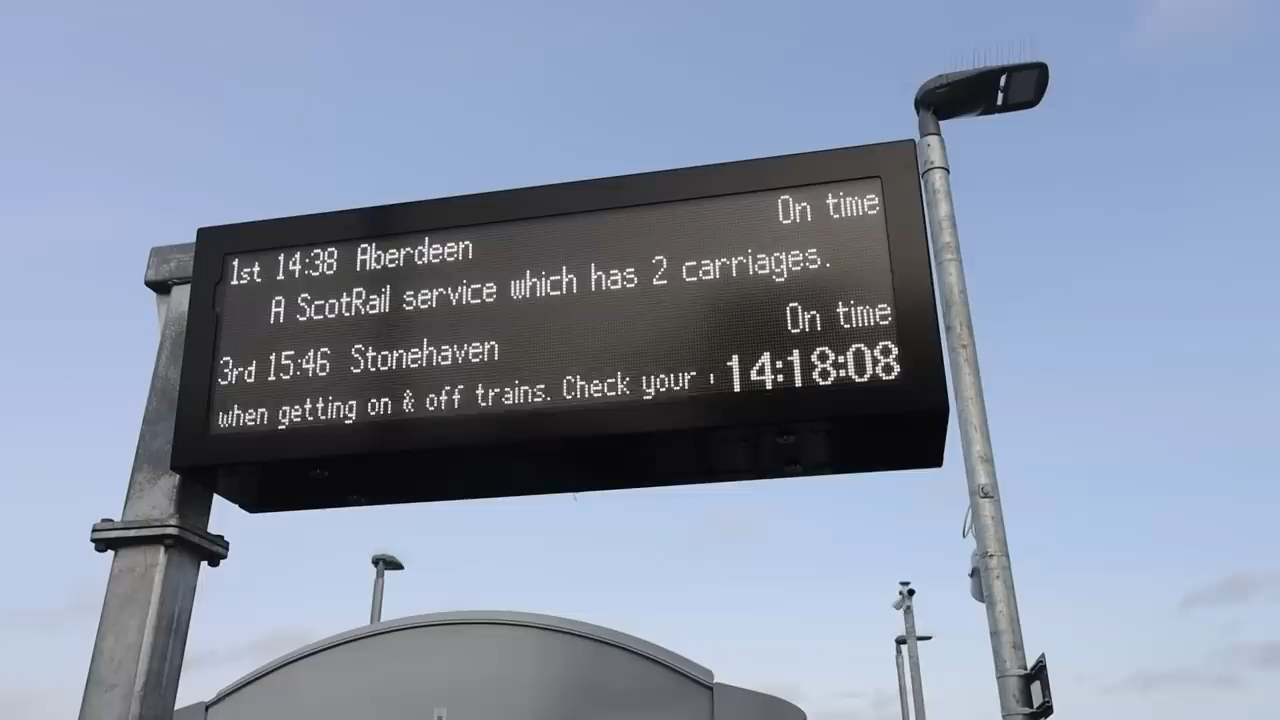 1st 14:38 Aberdeen On time
A ScotRail service which has 2 carriages.
3rd 15:46 Stonehaven On time
when getting on & off trains. Check your 14:18:08